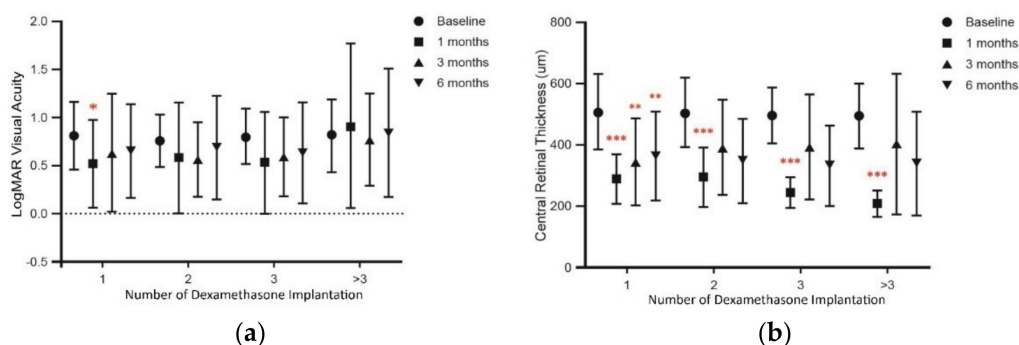 2.0
1.5
1.0
0.5
0.0
-0.5
LogMAR Visual Acuity
*
1
2
3
>3
Number of Dexamethasone Implantation
Baseline
1 months
3 months
6 months
(a)
800
600
400
200
0
Central Retinal Thickness (um)
***
**
**
***
***
***
1
2
3
>3
Number of Dexamethasone Implantation
Baseline
1 months
3 months
6 months
(b)